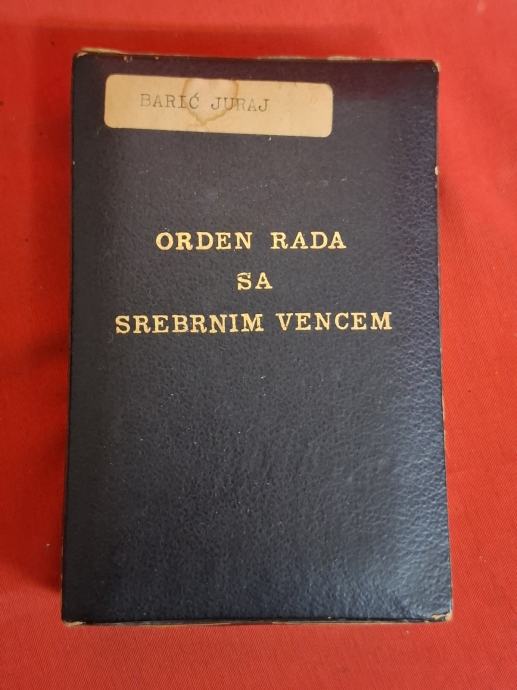 BARIĆ JURAJ
ORDEN RADA
SA
SREBRNIM VENCEM